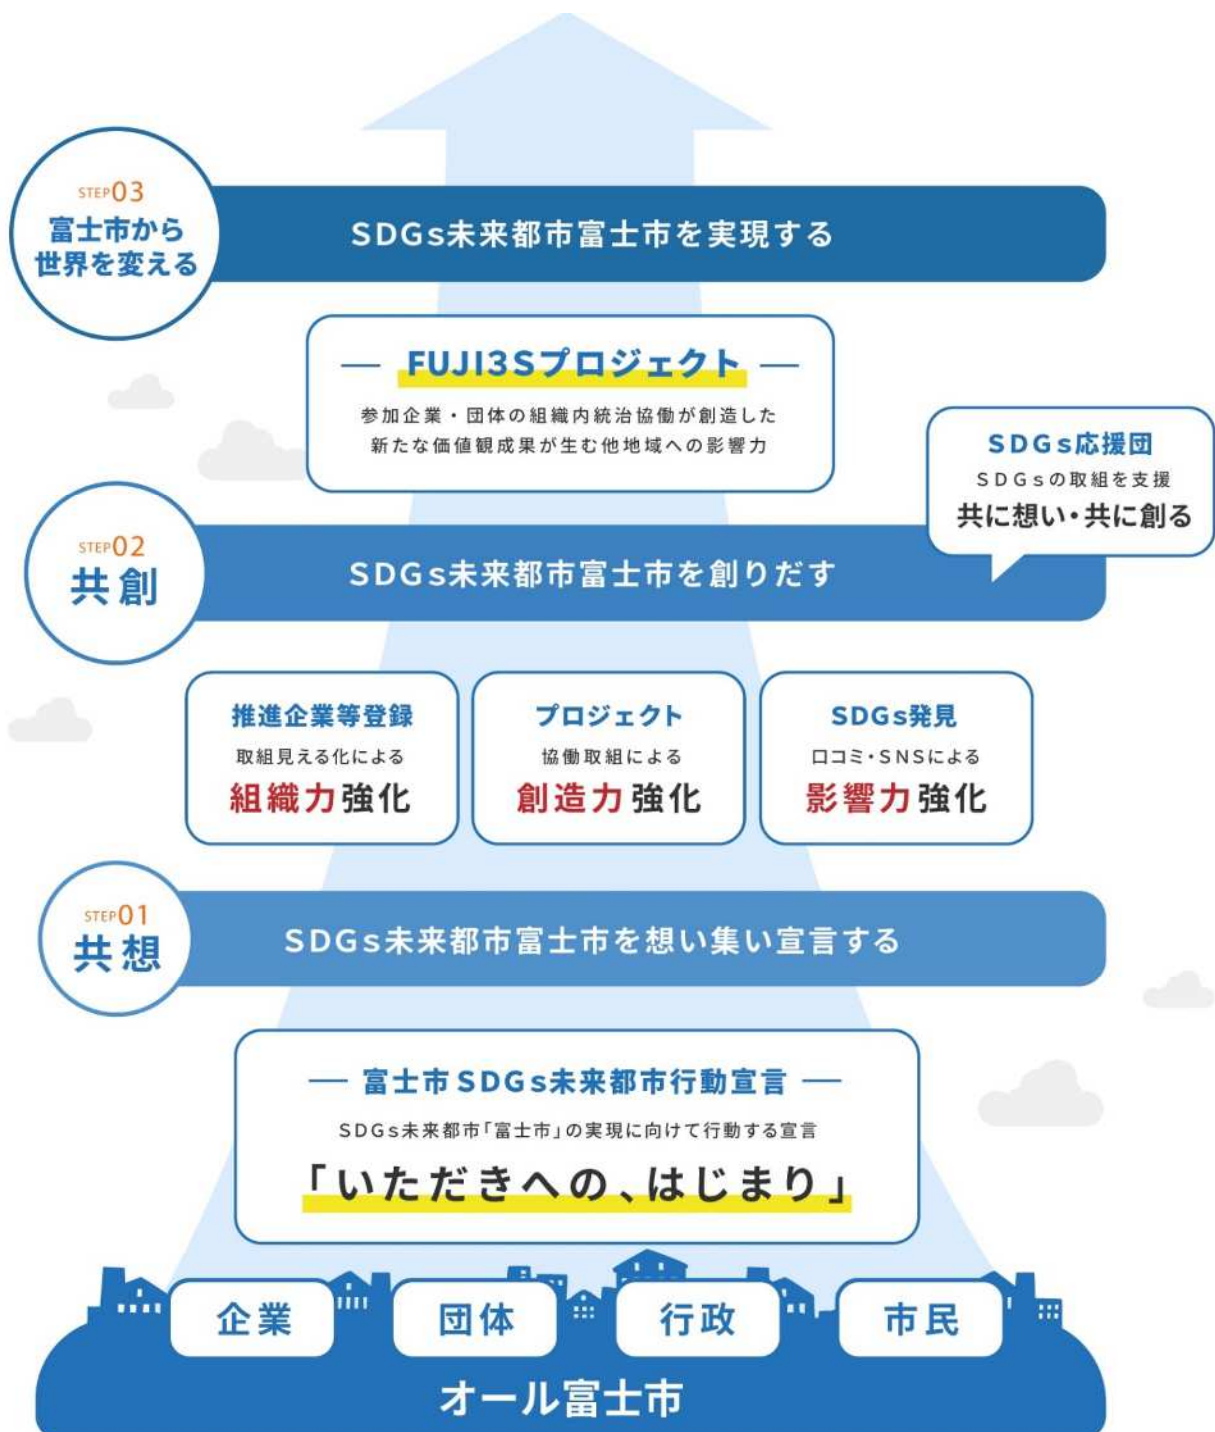 STEP03
富士市から
世界を変える
SDGs未来都市富士市を実現する
FUJI3Sプロジェクト
参加企業・団体の組織内統治協働が創造した
新たな価値観成果が生む他地域への影響力
SDGs応援団
SDGsの取組を支援
共に想い・共に創る
STEP02
共創
SDGs未来都市富士市を創りだす
推進企業等登録
取組見える化による
組織力強化
プロジェクト
協働取組による
創造力強化
SDGs発見
口コミ・SNSによる
影響力強化
STEP01
共想
SDGs未来都市富士市を想い集い宣言する
富士市SDGs未来都市行動宣言
SDGs未来都市「富士市」の実現に向けて行動する宣言
「いただきへの、はじまり」
企業
団体
行政
市民
オール富士市